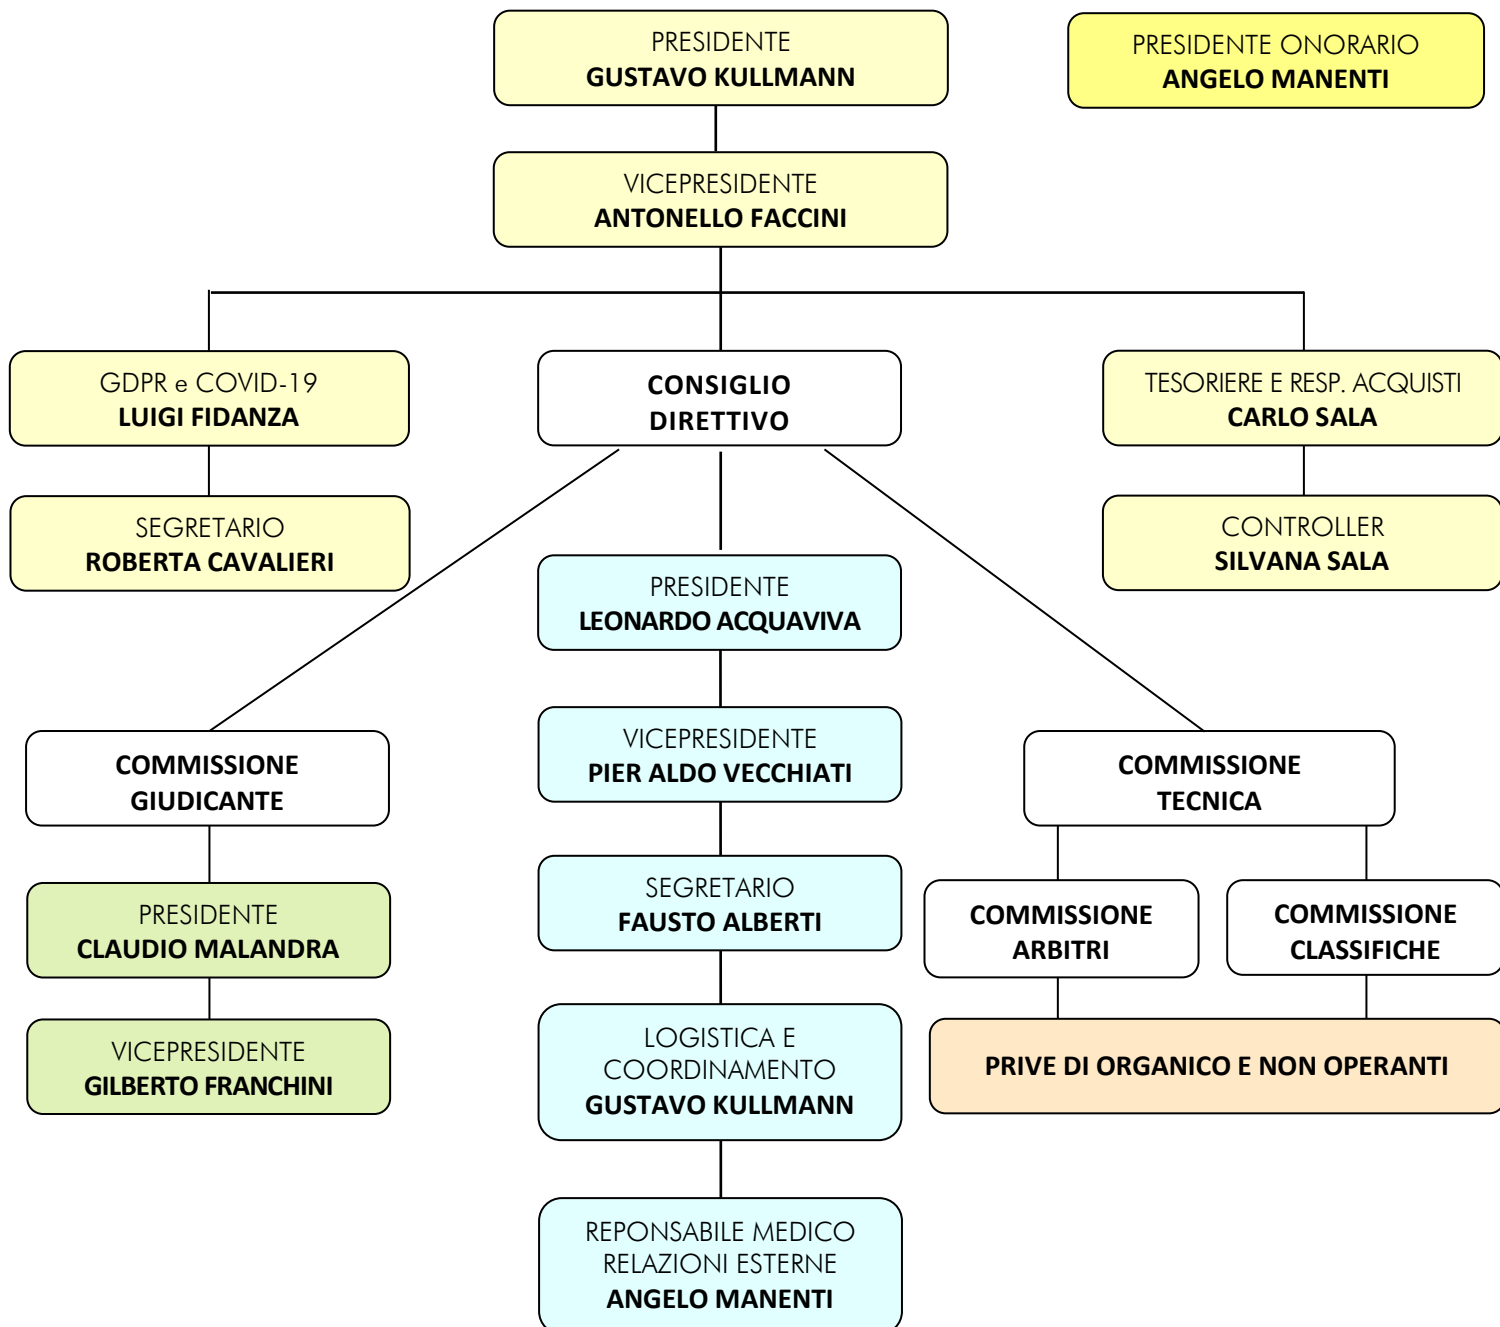 PRESIDENTE
GUSTAVO KULLMANN
PRESIDENTE ONORARIO
ANGELO MANENTI
VICEPRESIDENTE
ANTONELLO FACCINI
GDPR e COVID-19
LUIGI FIDANZA
CONSIGLIO
DIRETTIVO
TESORIERE E RESP. ACQUISTI
CARLO SALA
SEGRETARIO
ROBERTA CAVALIERI
CONTROLLER
SILVANA SALA
PRESIDENTE
LEONARDO ACQUAVIVA
COMMISSIONE
GIUDICANTE
VICEPRESIDENTE
PIER ALDO VECCHIATI
COMMISSIONE
TECNICA
PRESIDENTE
CLAUDIO MALANDRA
SEGRETARIO
FAUSTO ALBERTI
COMMISSIONE
ARBITRI
COMMISSIONE
CLASSIFICHE
VICEPRESIDENTE
GILBERTO FRANCHINI
LOGISTICA E
COORDINAMENTO
GUSTAVO KULLMANN
PRIVE DI ORGANICO E NON OPERANTI
REPONSABILE MEDICO
RELAZIONI ESTERNE
ANGELO MANENTI